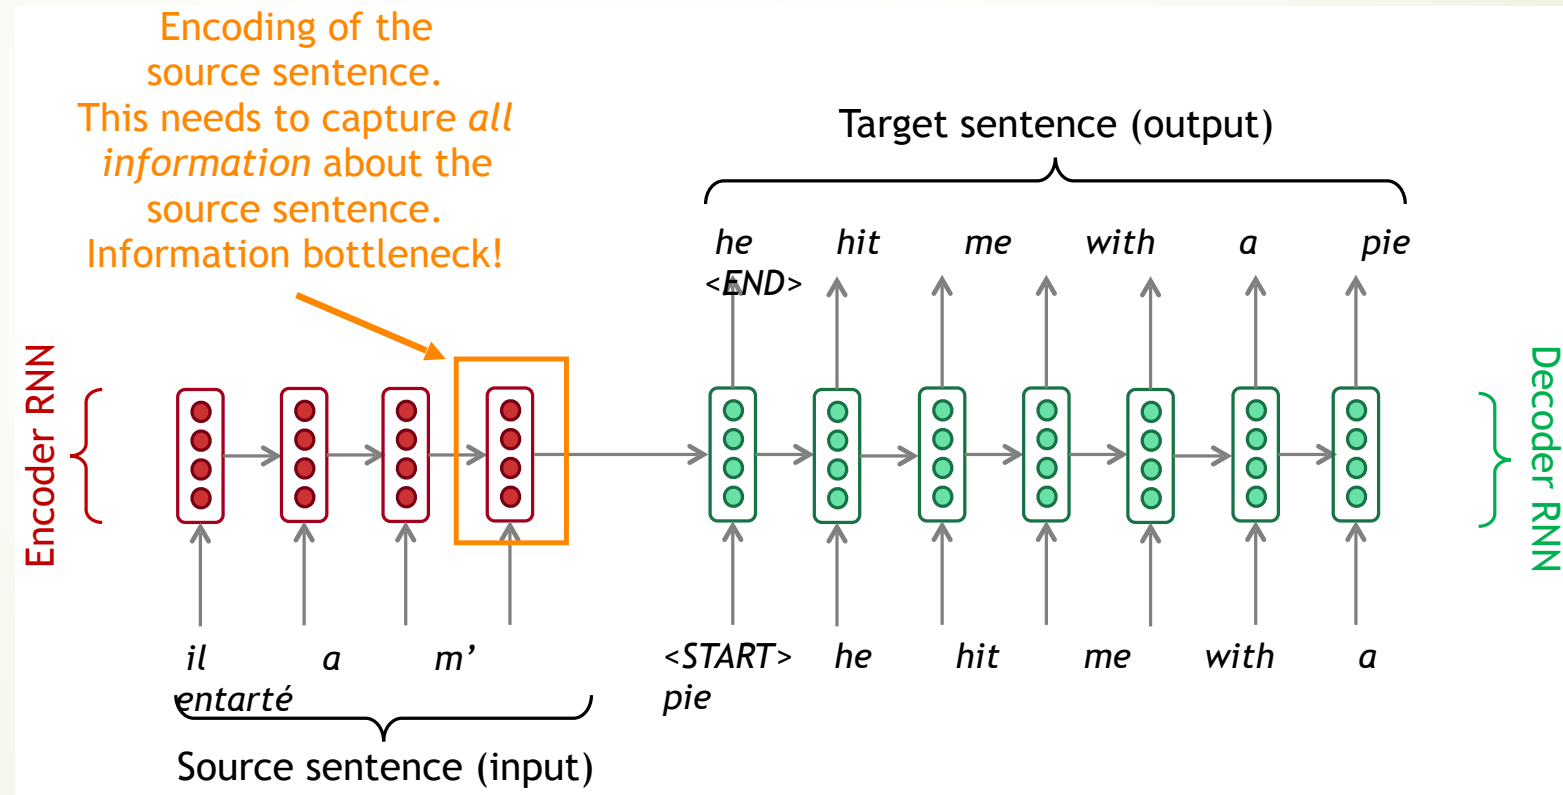 Encoding of the
source sentence.
This needs to capture all
information about the
source sentence.
Information bottleneck!
Target sentence (output)
he hit me with a pie
<END>
Encoder RNN
Decoder RNN
il a m’
entarté
<START> he hit me with a
pie
Source sentence (input)